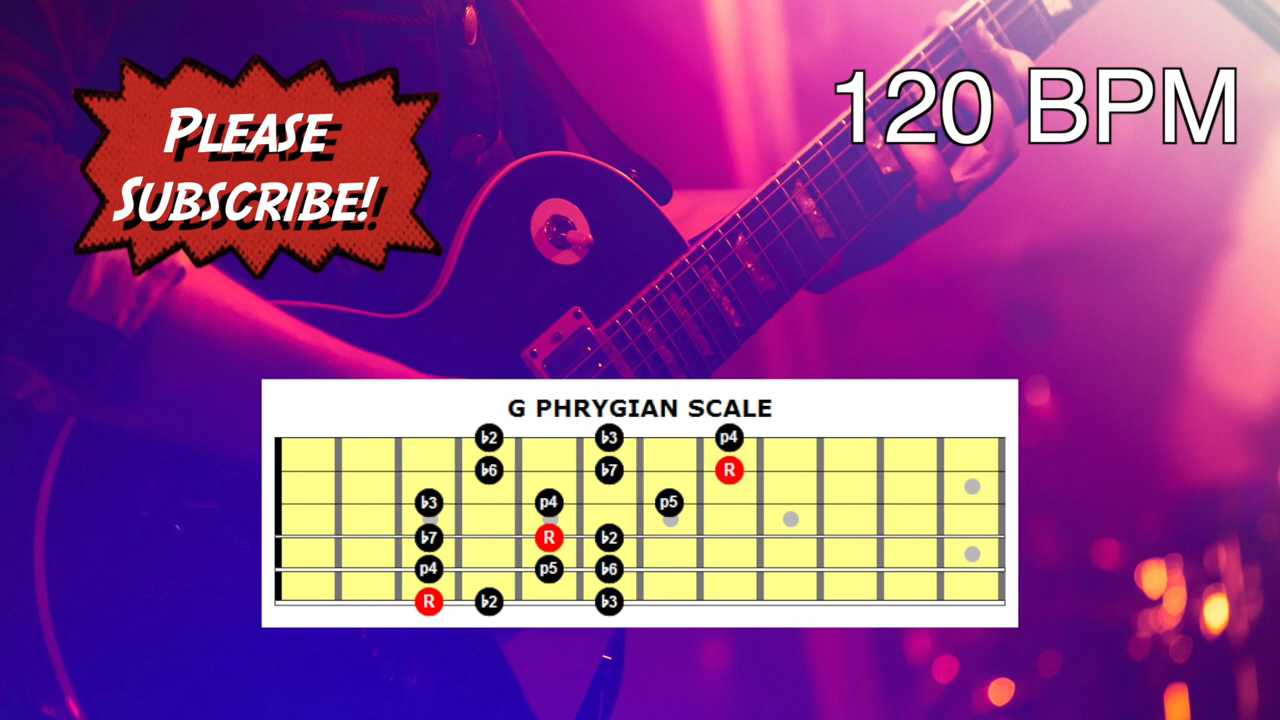 PLEASE
SUBSCRIBE!
120 BPM
G PHRYGIAN SCALE
♭2 ♭3 p4
♭6 ♭7 R
♭3 p4 p5
♭7 R ♭2
p4 p5 ♭6
R ♭2 ♭3